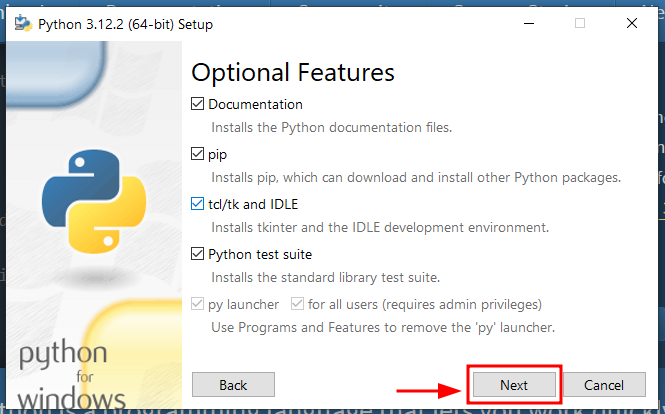 Python 3.12.2 (64-bit) Setup
Optional Features
Documentation
Installs the Python documentation files.
pip
Installs pip, which can download and install other Python packages.
tcl/tk and IDLE
Installs tkinter and the IDLE development environment.
Python test suite
Installs the standard library test suite.
py launcher for all users (requires admin privileges)
Use Programs and Features to remove the 'py' launcher.
python
for
windows
Back Next Cancel